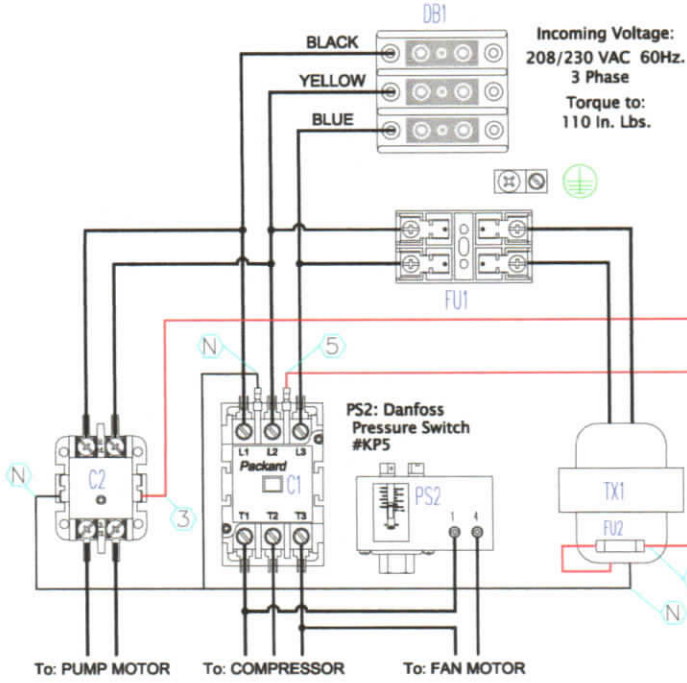 DB1
Incoming Voltage:
208/230 VAC 60Hz.
3 Phase
Torque to:
110 In. Lbs.
BLACK
YELLOW
BLUE
FU1
N
5
PS2: Danfoss
Pressure Switch
#KP5
L1 L2 L3
Packard
C1
T1 T2 T3
C2
N
3
PS2
1 4
TX1
FU2
N
To: PUMP MOTOR
To: COMPRESSOR
To: FAN MOTOR